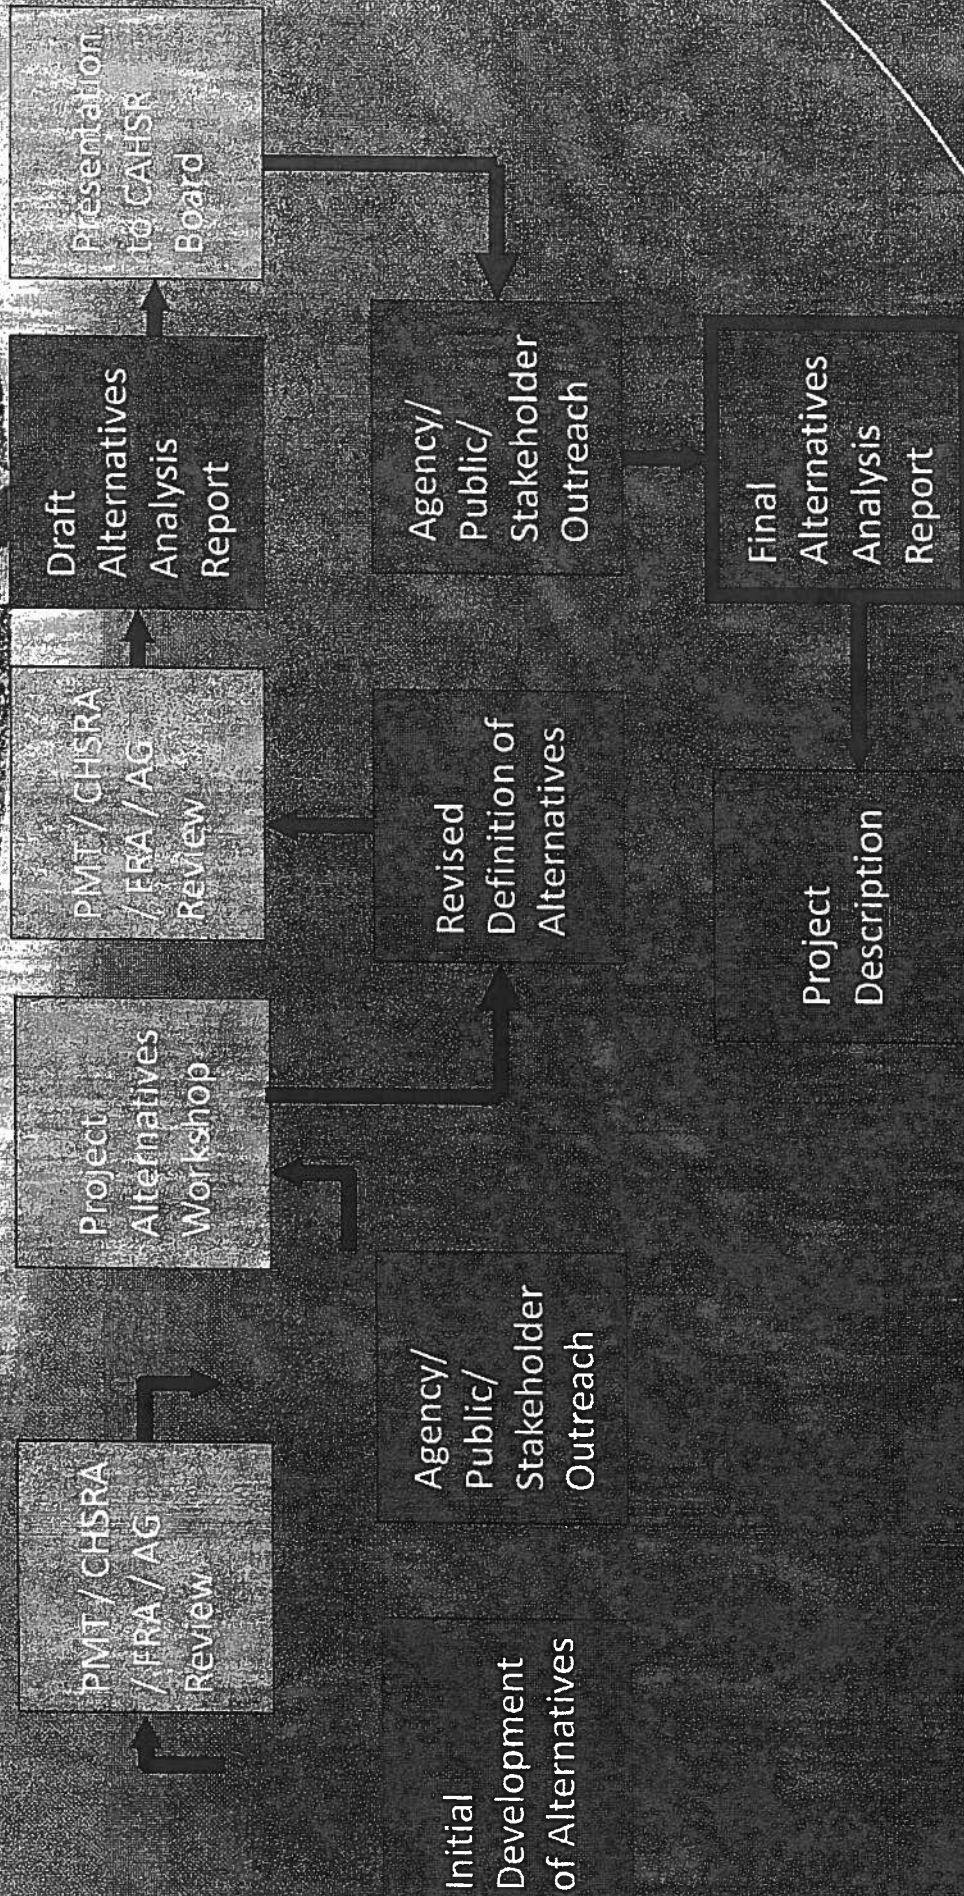 Initial
Development
of Alternatives
PMT / CHSRA
/ FRA / AG
Review
Agency/
Public/
Stakeholder
Outreach
Project
Alternatives
Workshop
Revised
Definition of
Alternatives
PMT / CHSRA
/ FRA / AG
Review
Draft
Alternatives
Analysis
Report
Presentation
to CAHSR
Board
Agency/
Public/
Stakeholder
Outreach
Final
Alternatives
Analysis
Report
Project
Description